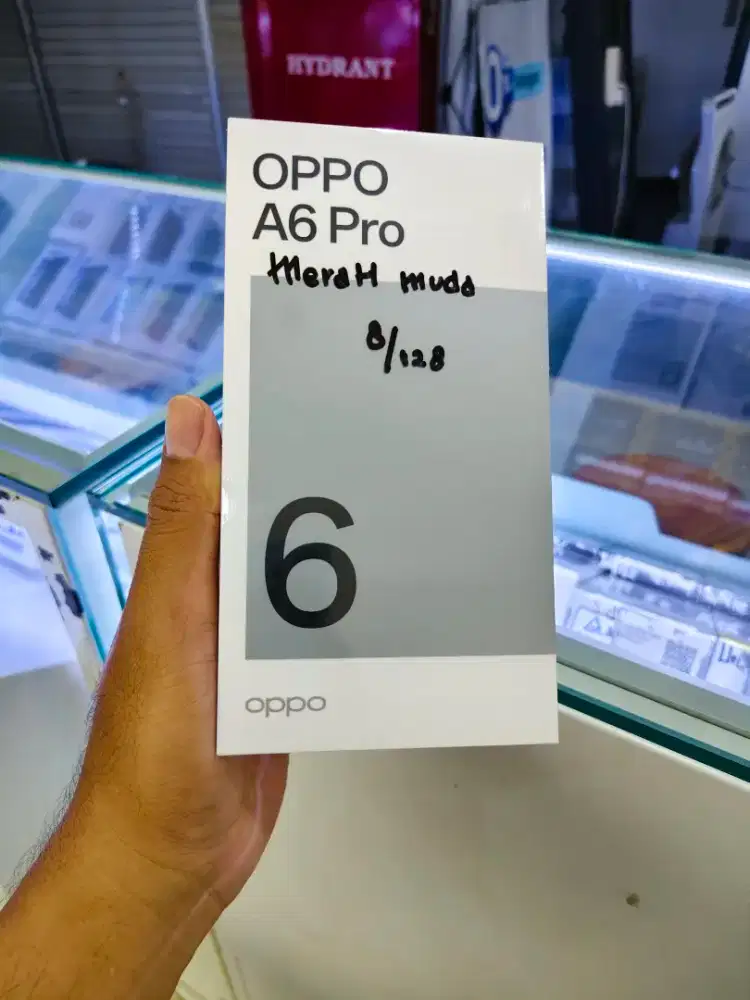 HYDRANT
OPPO
A6 Pro
MeraH muda
8/128
6
oppo